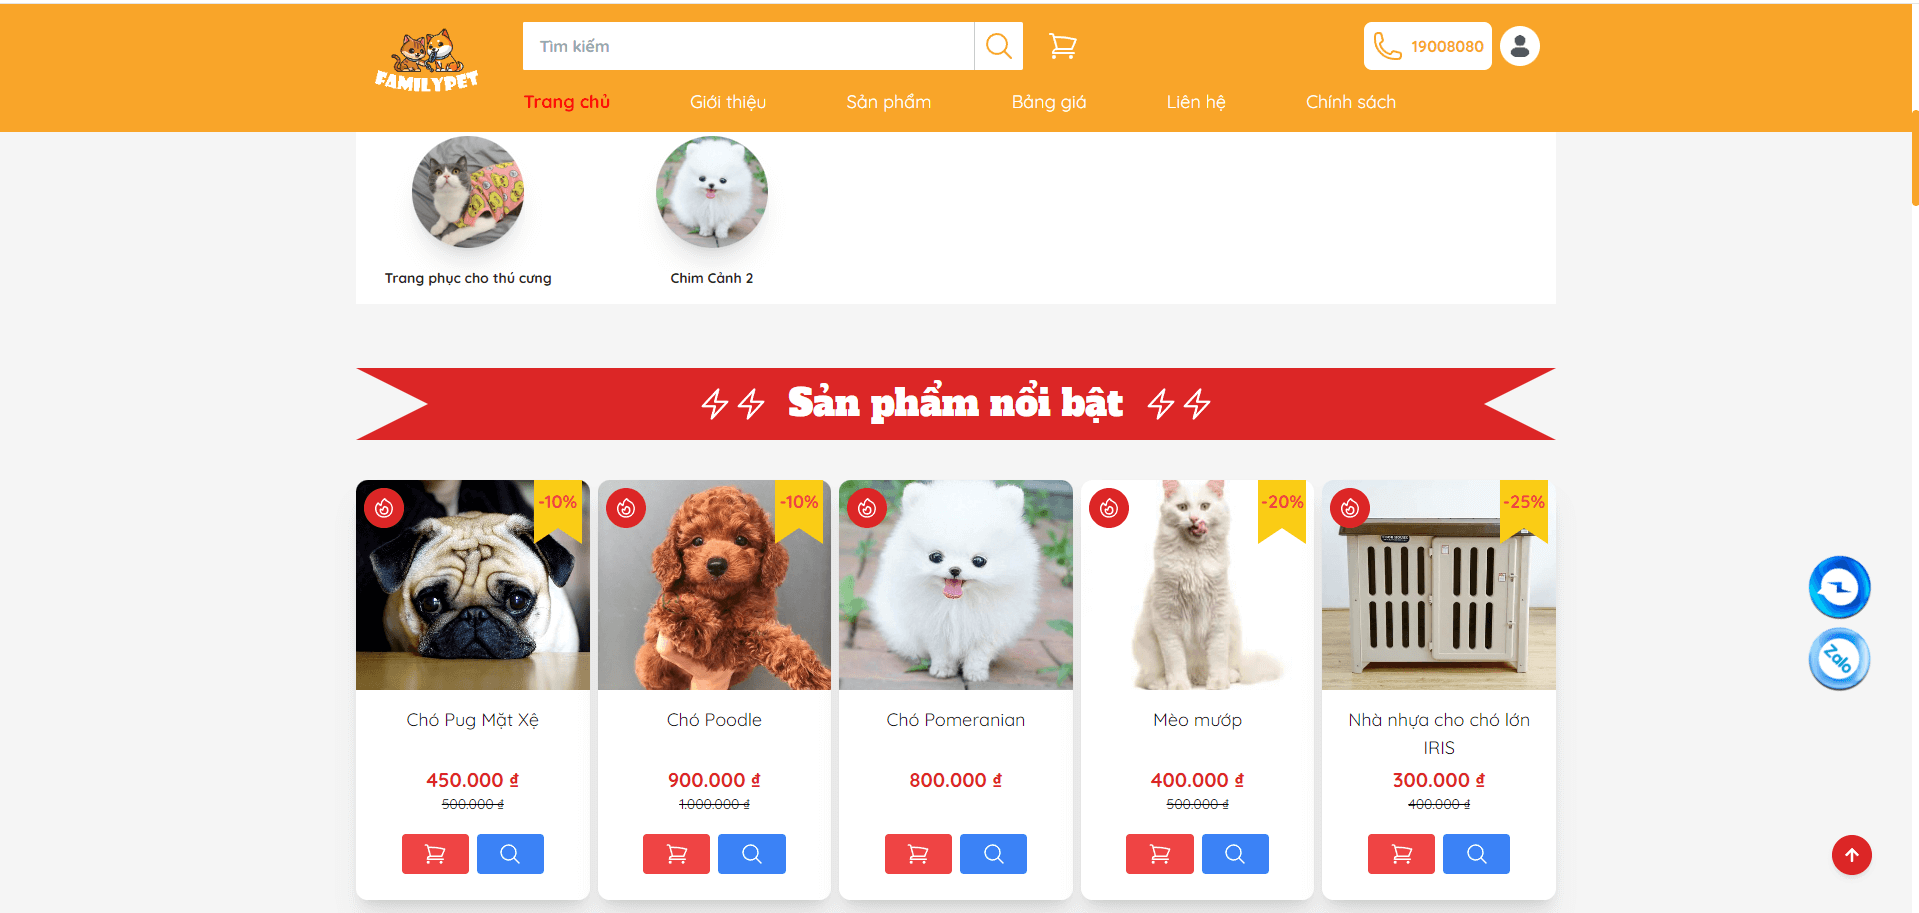 FAMILYPET
Tìm kiếm
19008080
Trang chủ
Giới thiệu
Sản phẩm
Bảng giá
Liên hệ
Chính sách
Trang phục cho thú cưng
Chim Cảnh 2
Sản phẩm nổi bật
-10%
-10%
-20%
-25%
Chó Pug Mặt Xệ
450.000 ₫
500.000 ₫
Chó Poodle
900.000 ₫
1.000.000 ₫
Chó Pomeranian
800.000 ₫
Mèo mướp
400.000 ₫
500.000 ₫
Nhà nhựa cho chó lớn
IRIS
300.000 ₫
400.000 ₫
Zalo